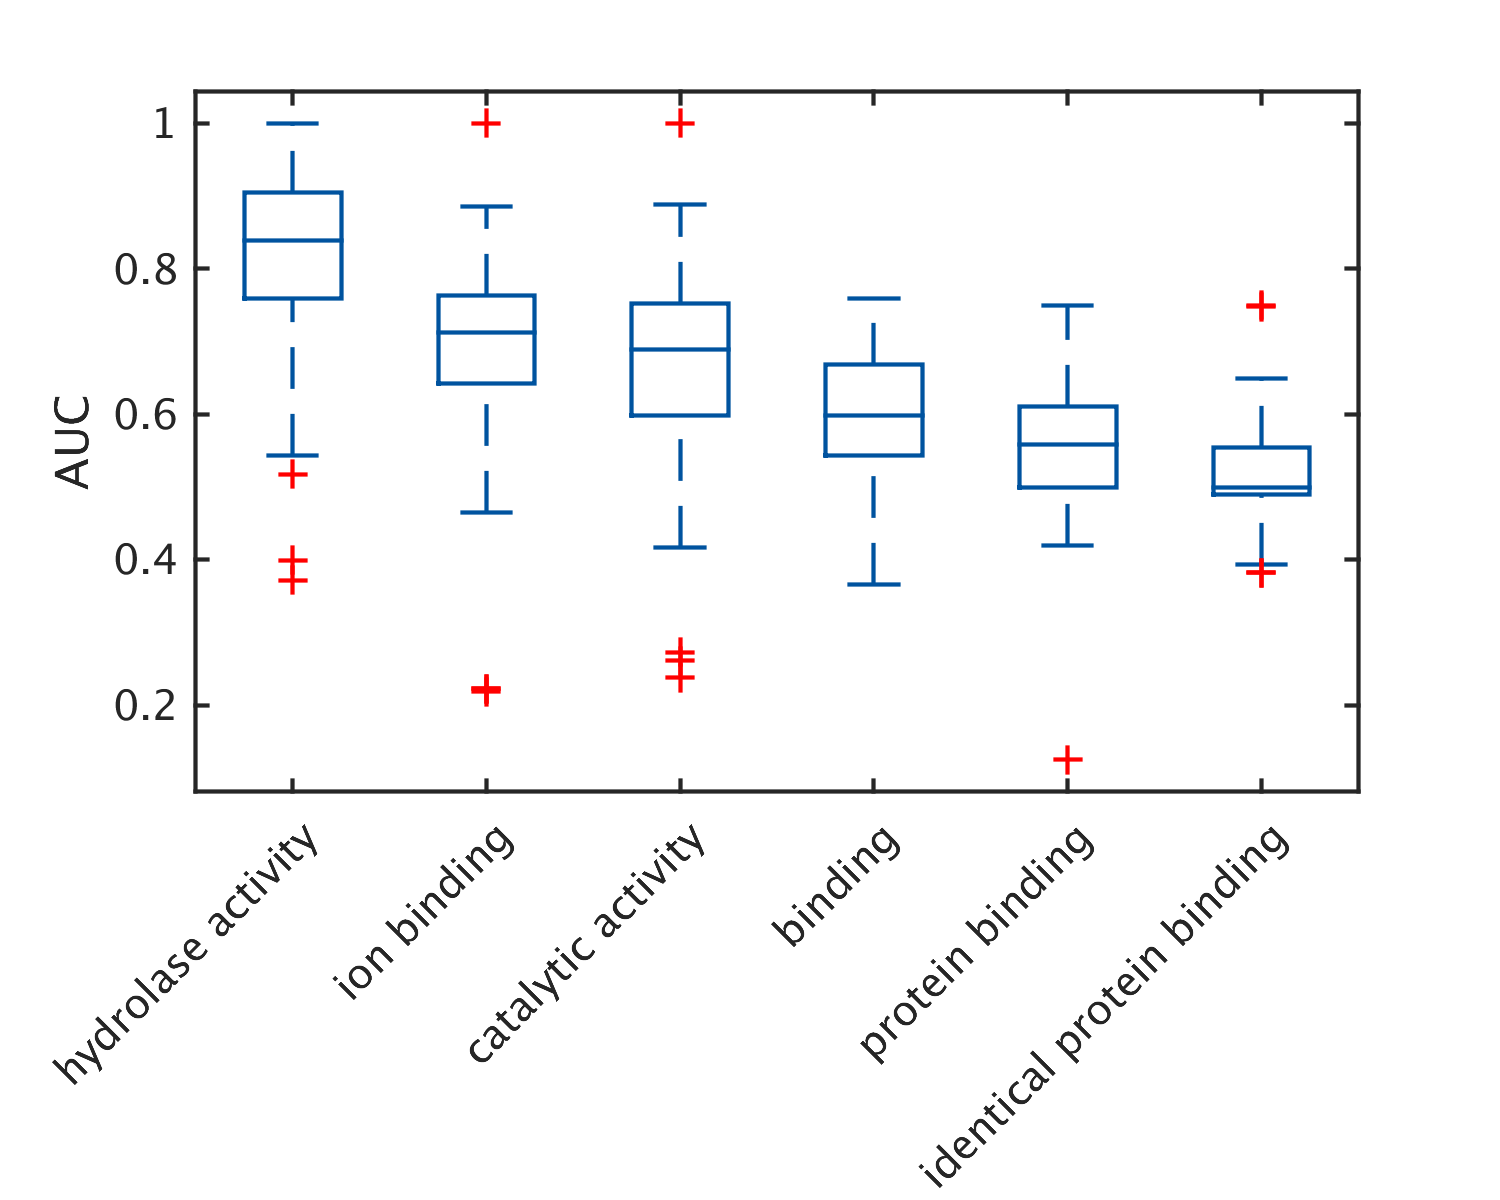 1
0.8
0.6
0.4
0.2
AUC
hydrolase activity
ion binding
catalytic activity
binding
protein binding
identical protein binding